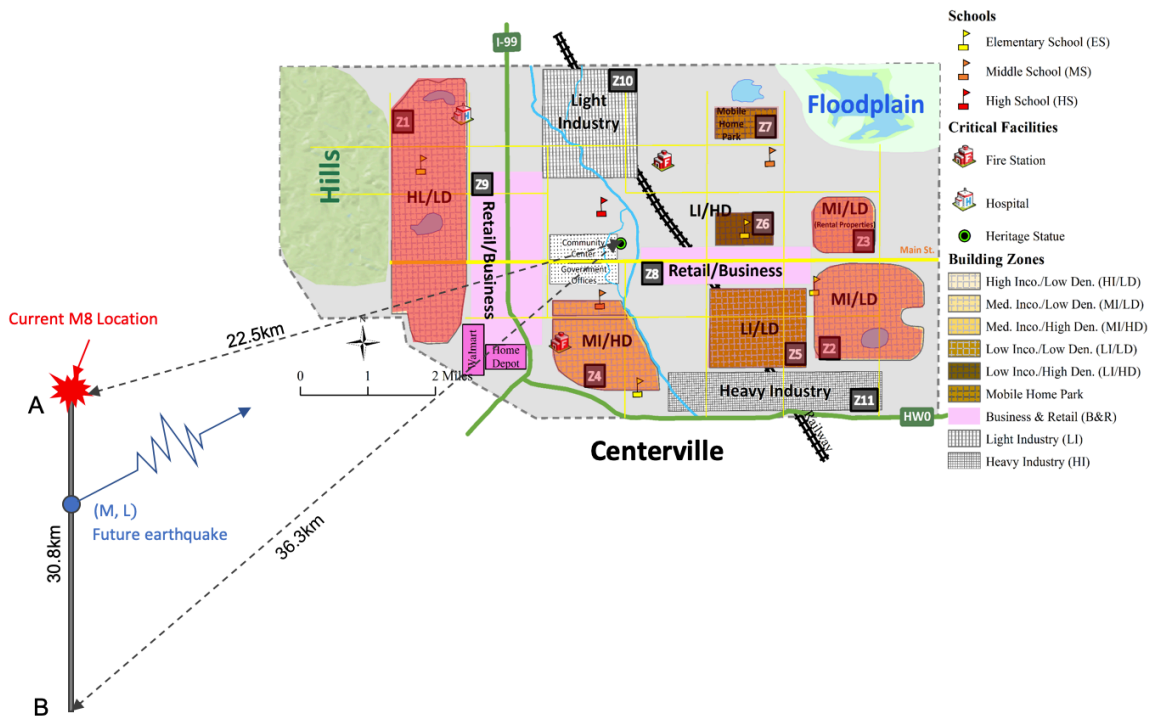 I-99
Z10
Light
Industry
Floodplain
Mobile
Home
Park
Z7
Z1
H
F
Hills
HL/LD
Z9
Retail/Business
LI/HD
Z6
MI/LD
(Rental Properties)
Z3
Community
Center
Government
Offices
Main St.
Z8
Retail/Business
MI/LD
Z2
LI/LD
Z5
MI/HD
F
Z4
Walmart
Home
Depot
N
0
1
2 Miles
Heavy Industry
Z11
HW0
Railway
Centerville
Current M8 Location
22.5km
A
(M, L)
Future earthquake
30.8km
36.3km
B
Schools
Elementary School (ES)
Middle School (MS)
High School (HS)
Critical Facilities
F
Fire Station
H
Hospital
Heritage Statue
Building Zones
High Inco./Low Den. (HI/LD)
Med. Inco./Low Den. (MI/LD)
Med. Inco./High Den. (MI/HD)
Low Inco./Low Den. (LI/LD)
Low Inco./High Den. (LI/HD)
Mobile Home Park
Business & Retail (B&R)
Light Industry (LI)
Heavy Industry (HI)